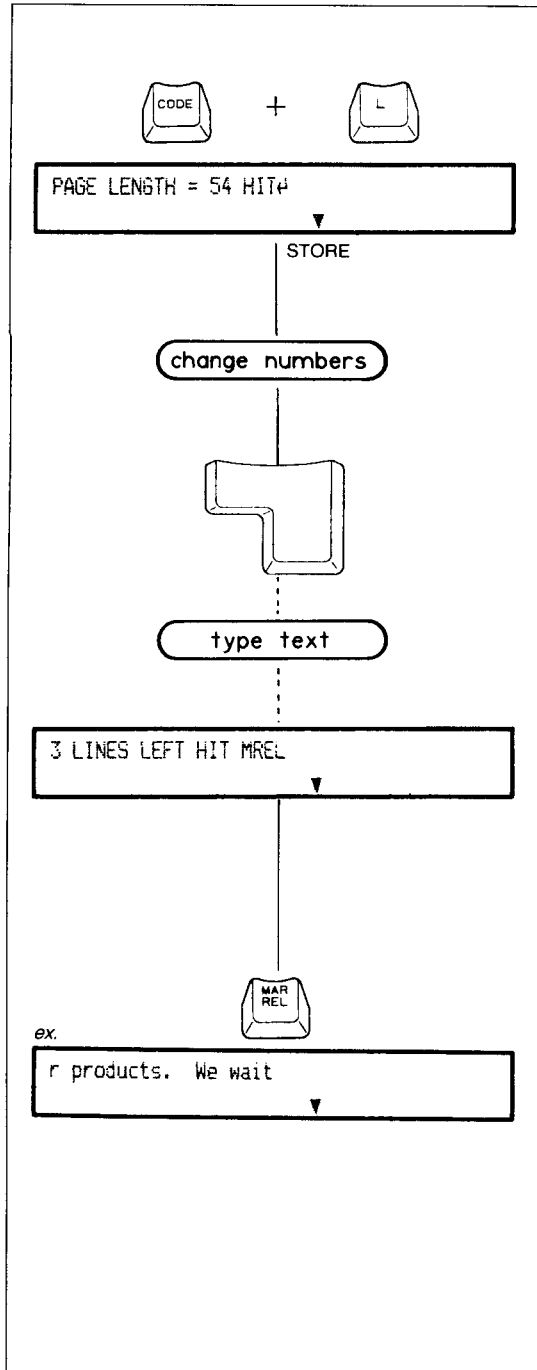 CODE + L
PAGE LENGTH = 54 HIT↵
STORE
change numbers
type text
3 LINES LEFT HIT MREL
MAR
REL
ex.
r products. We wait